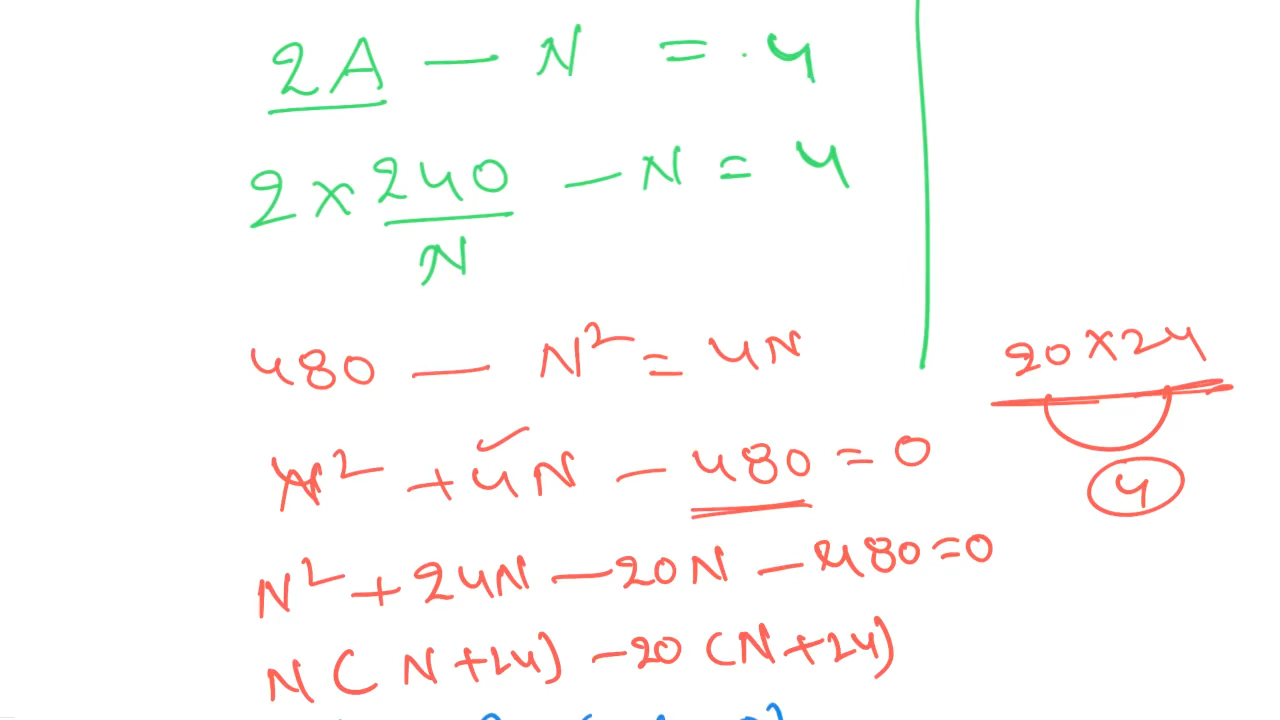 2A — N = 4
2 × 240/N — N = 4
480 — N² = 4N
N² + 4N — 480 = 0
N² + 24N — 20N — 480 = 0
N ( N + 24) — 20 (N + 24)
20 × 24
4